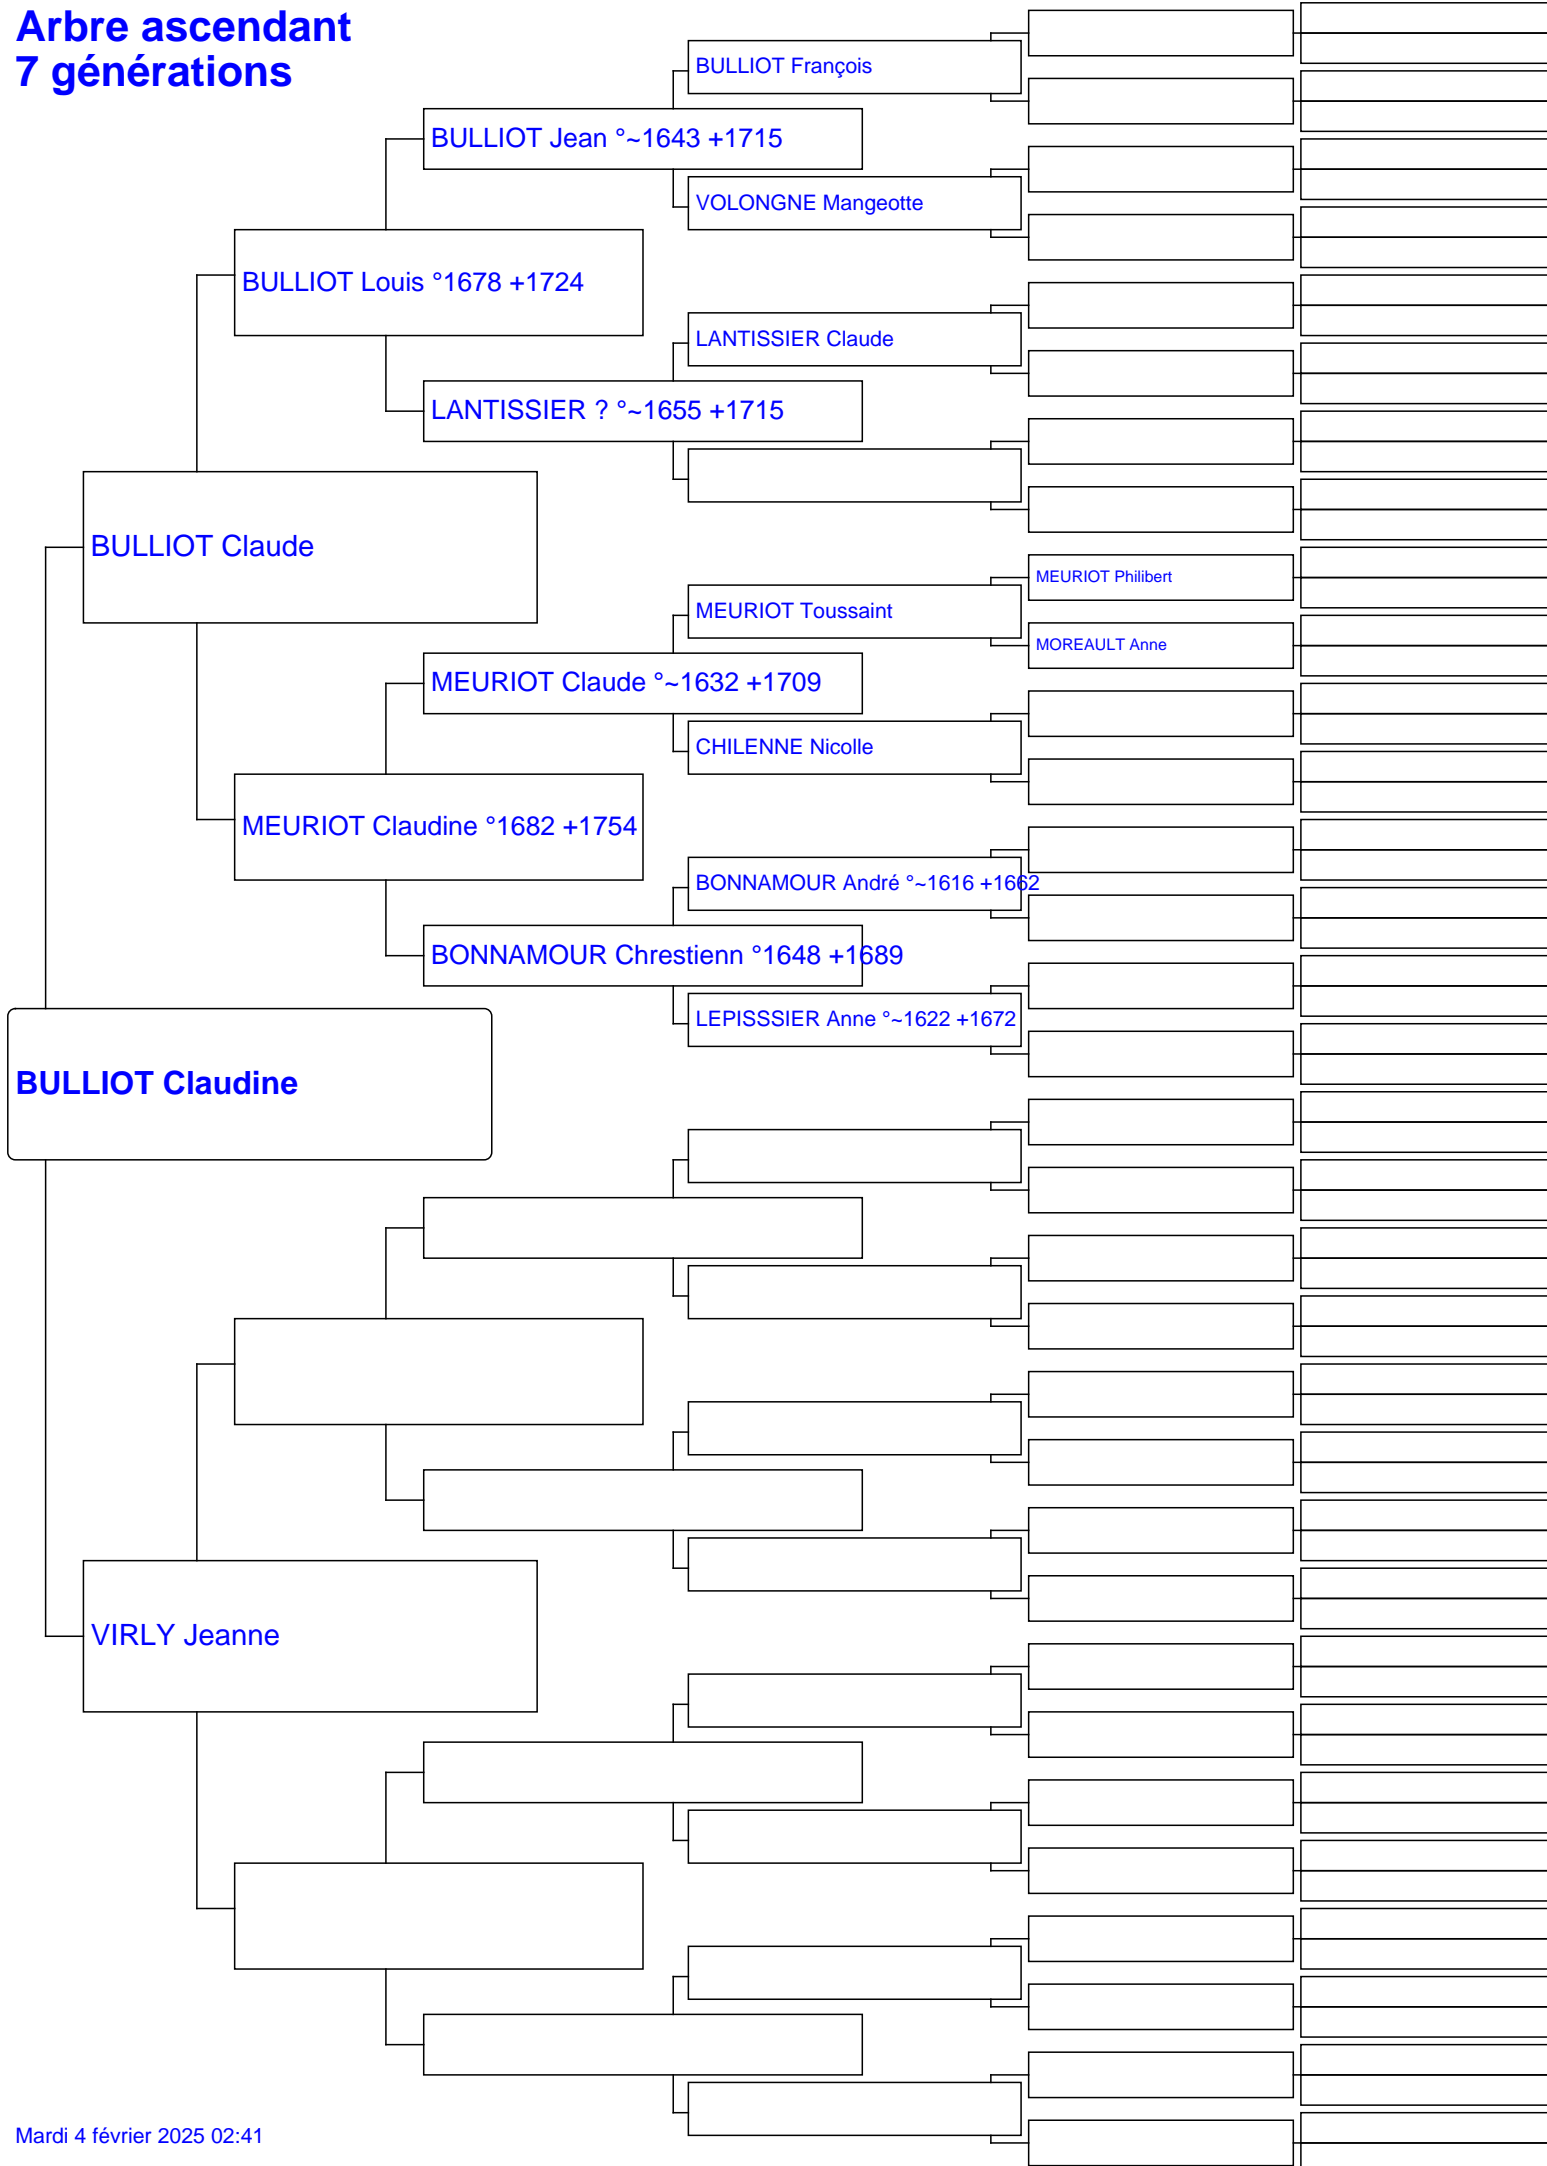 Arbre ascendant
7 générations
BULLIOT François
BULLIOT Jean °~1643 +1715
VOLONGNE Mangeotte
BULLIOT Louis °1678 +1724
LANTISSIER Claude
LANTISSIER ? °~1655 +1715
BULLIOT Claude
MEURIOT Philibert
MEURIOT Toussaint
MOREAULT Anne
MEURIOT Claude °~1632 +1709
CHILENNE Nicolle
MEURIOT Claudine °1682 +1754
BONNAMOUR André °~1616 +1662
BONNAMOUR Chrestienn °1648 +1689
LEPISSSIER Anne °~1622 +1672
BULLIOT Claudine
VIRLY Jeanne
Mardi 4 février 2025 02:41